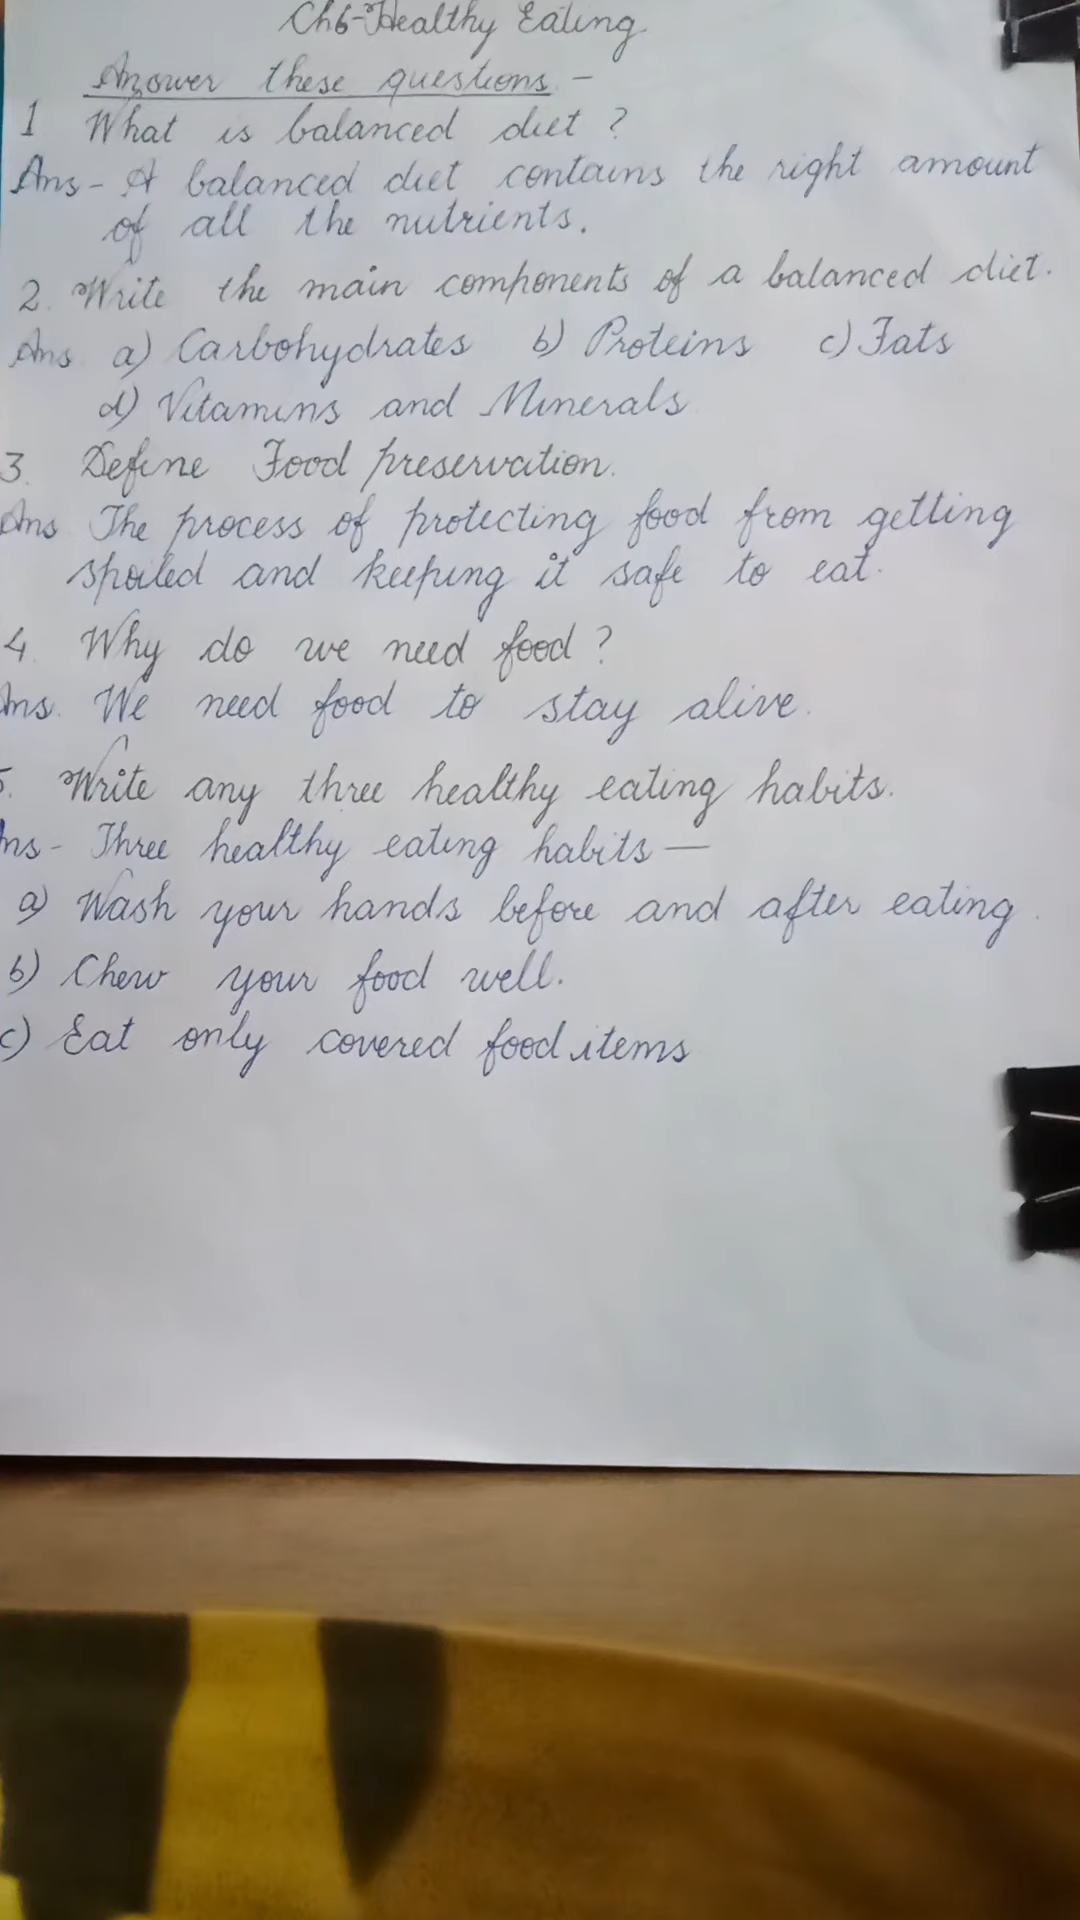 Ch6-Healthy Eating
Answer these questions -
1 What is balanced diet ?
Ans - A balanced diet contains the right amount
of all the nutrients.
2. Write the main components of a balanced diet.
Ans a) Carbohydrates b) Proteins c) Fats
d) Vitamins and Minerals
3. Define Food preservation.
Ans The process of protecting food from getting
spoiled and keeping it safe to eat.
4. Why do we need food ?
Ans. We need food to stay alive.
5. Write any three healthy eating habits.
Ans - Three healthy eating habits —
a) Wash your hands before and after eating.
b) Chew your food well.
c) Eat only covered food items